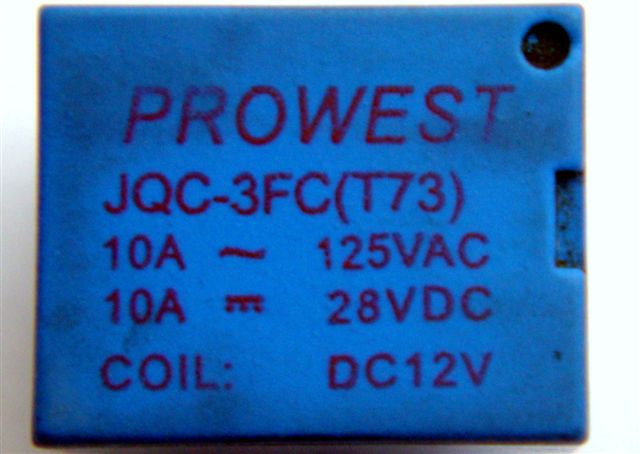 PROWEST
JQC-3FC(T73)
10A ~ 125VAC
10A ⎓ 28VDC
COIL: DC12V